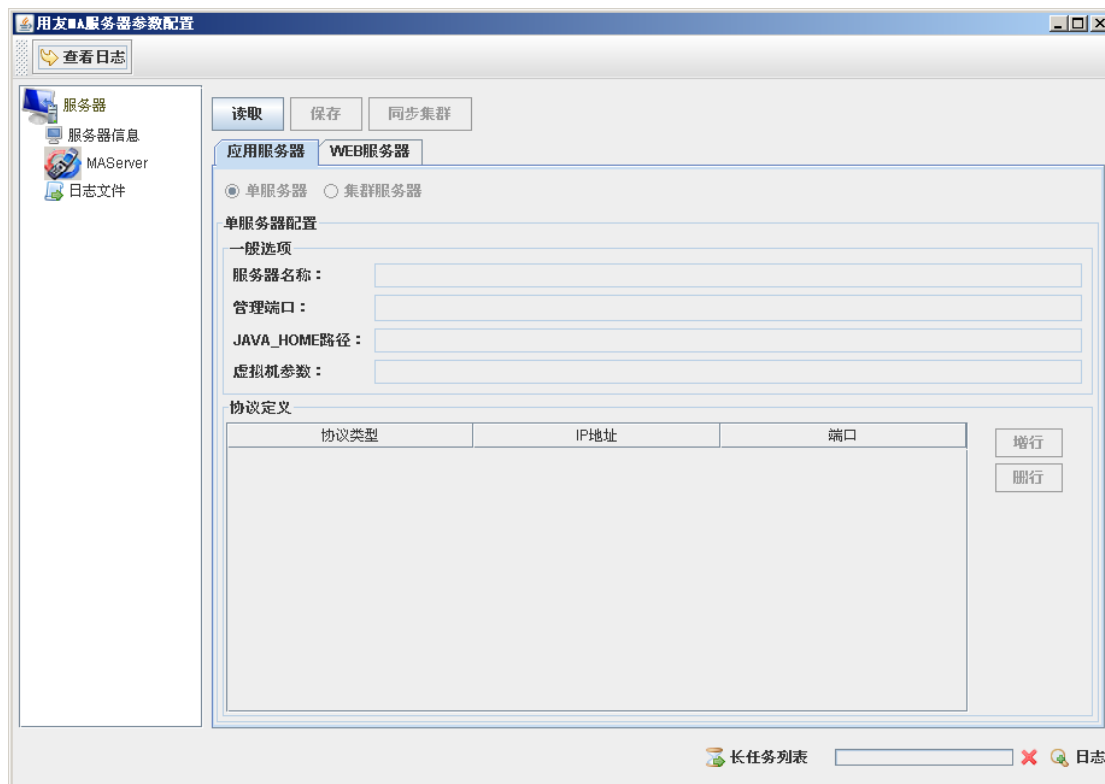 用友MA服务器参数配置
查看日志
服务器
服务器信息
MAServer
日志文件
读取 保存 同步集群
应用服务器 WEB服务器
单服务器 集群服务器
单服务器配置
一般选项
服务器名称：
管理端口：
JAVA_HOME路径：
虚拟机参数：
协议定义
协议类型 IP地址 端口
增行
删行
长任务列表 日志